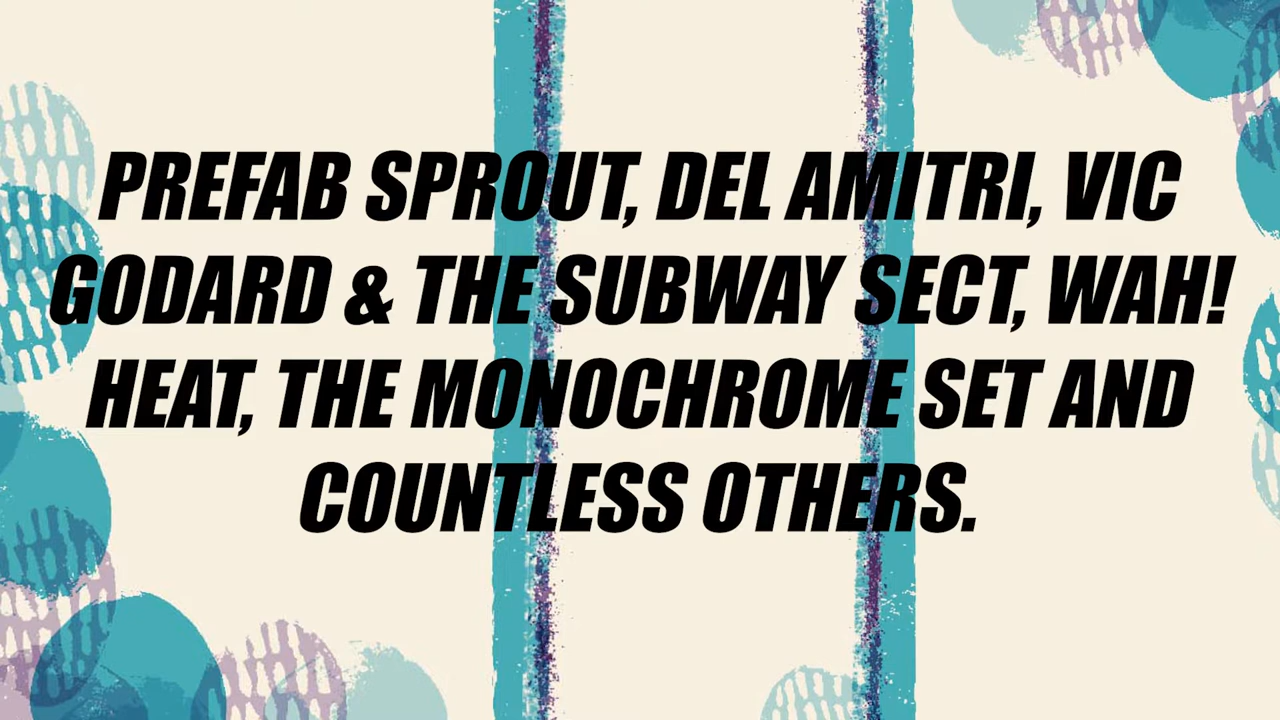 PREFAB SPROUT, DEL AMITRI, VIC
GODARD & THE SUBWAY SECT, WAH!
HEAT, THE MONOCHROME SET AND
COUNTLESS OTHERS.